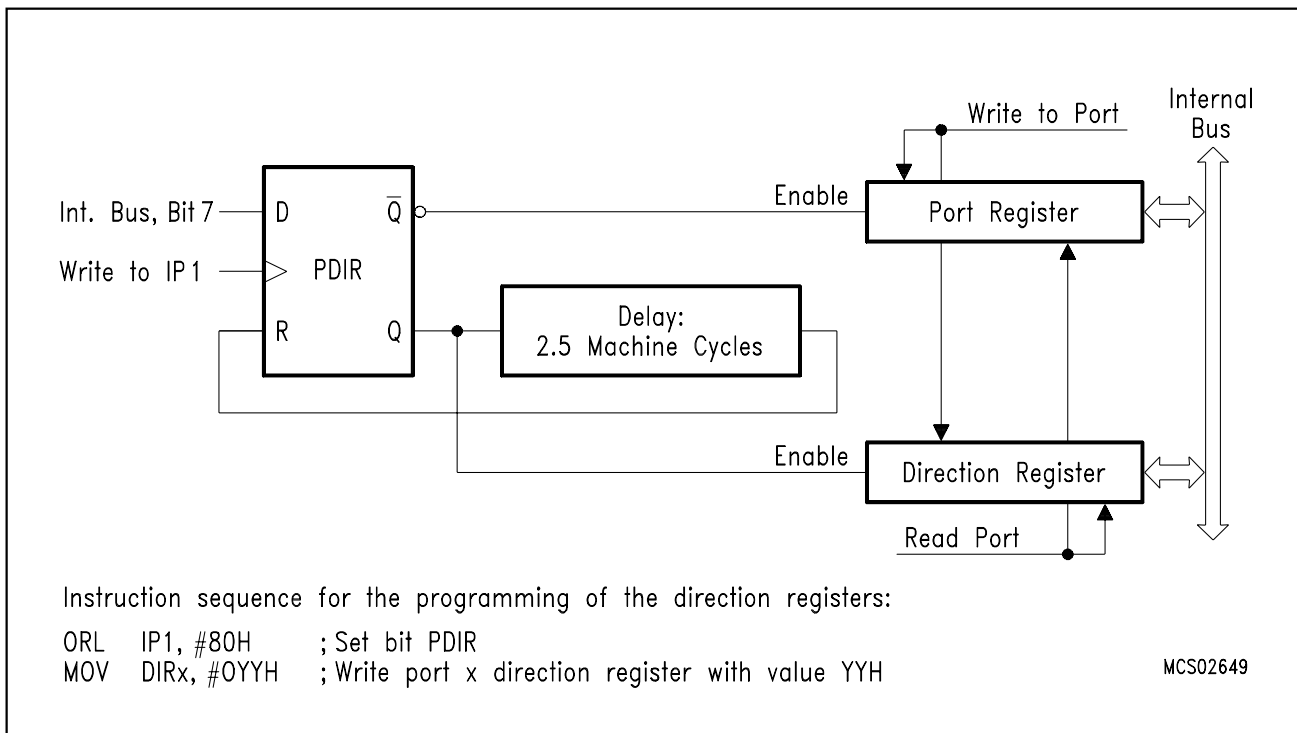 Write to Port
Internal
Bus
Int. Bus, Bit 7
D
Q̅
Enable
Port Register
Write to IP1
PDIR
R
Q
Delay:
2.5 Machine Cycles
Enable
Direction Register
Read Port
Instruction sequence for the programming of the direction registers:
ORL IP1, #80H ; Set bit PDIR
MOV DIRx, #0YYH ; Write port x direction register with value YYH
MCS02649